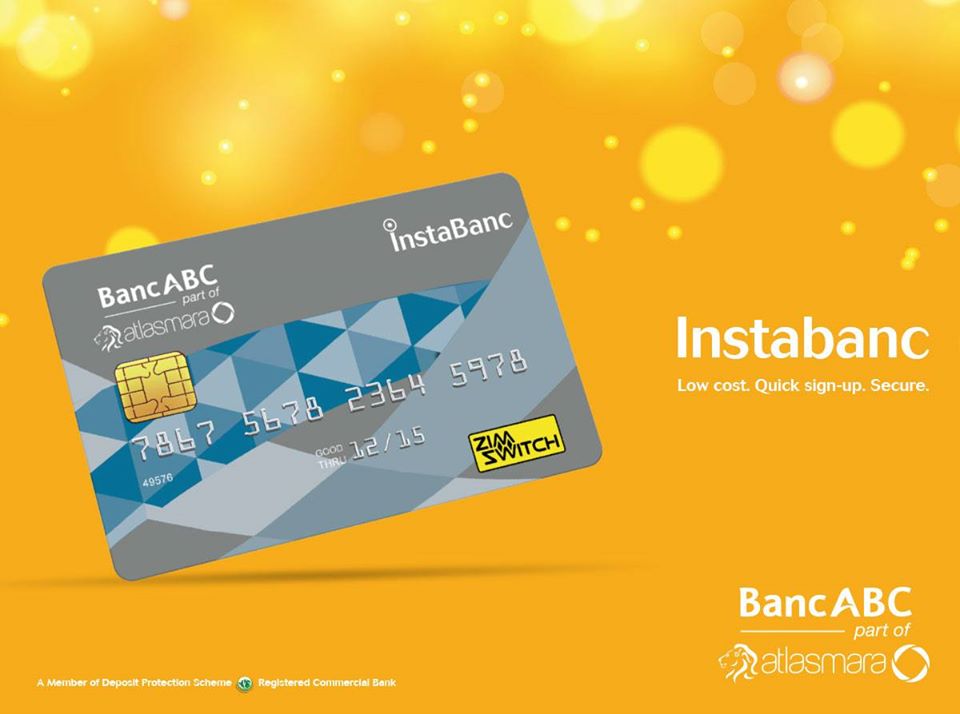 InstaBanc
BancABC
part of
atlasmara
7867 5678 2364 5978
GOOD
THRU 12/15
49576
ZIM
SWITCH
Instabanc
Low cost. Quick sign-up. Secure.
BancABC
part of
atlasmara
A Member of Deposit Protection Scheme Registered Commercial Bank